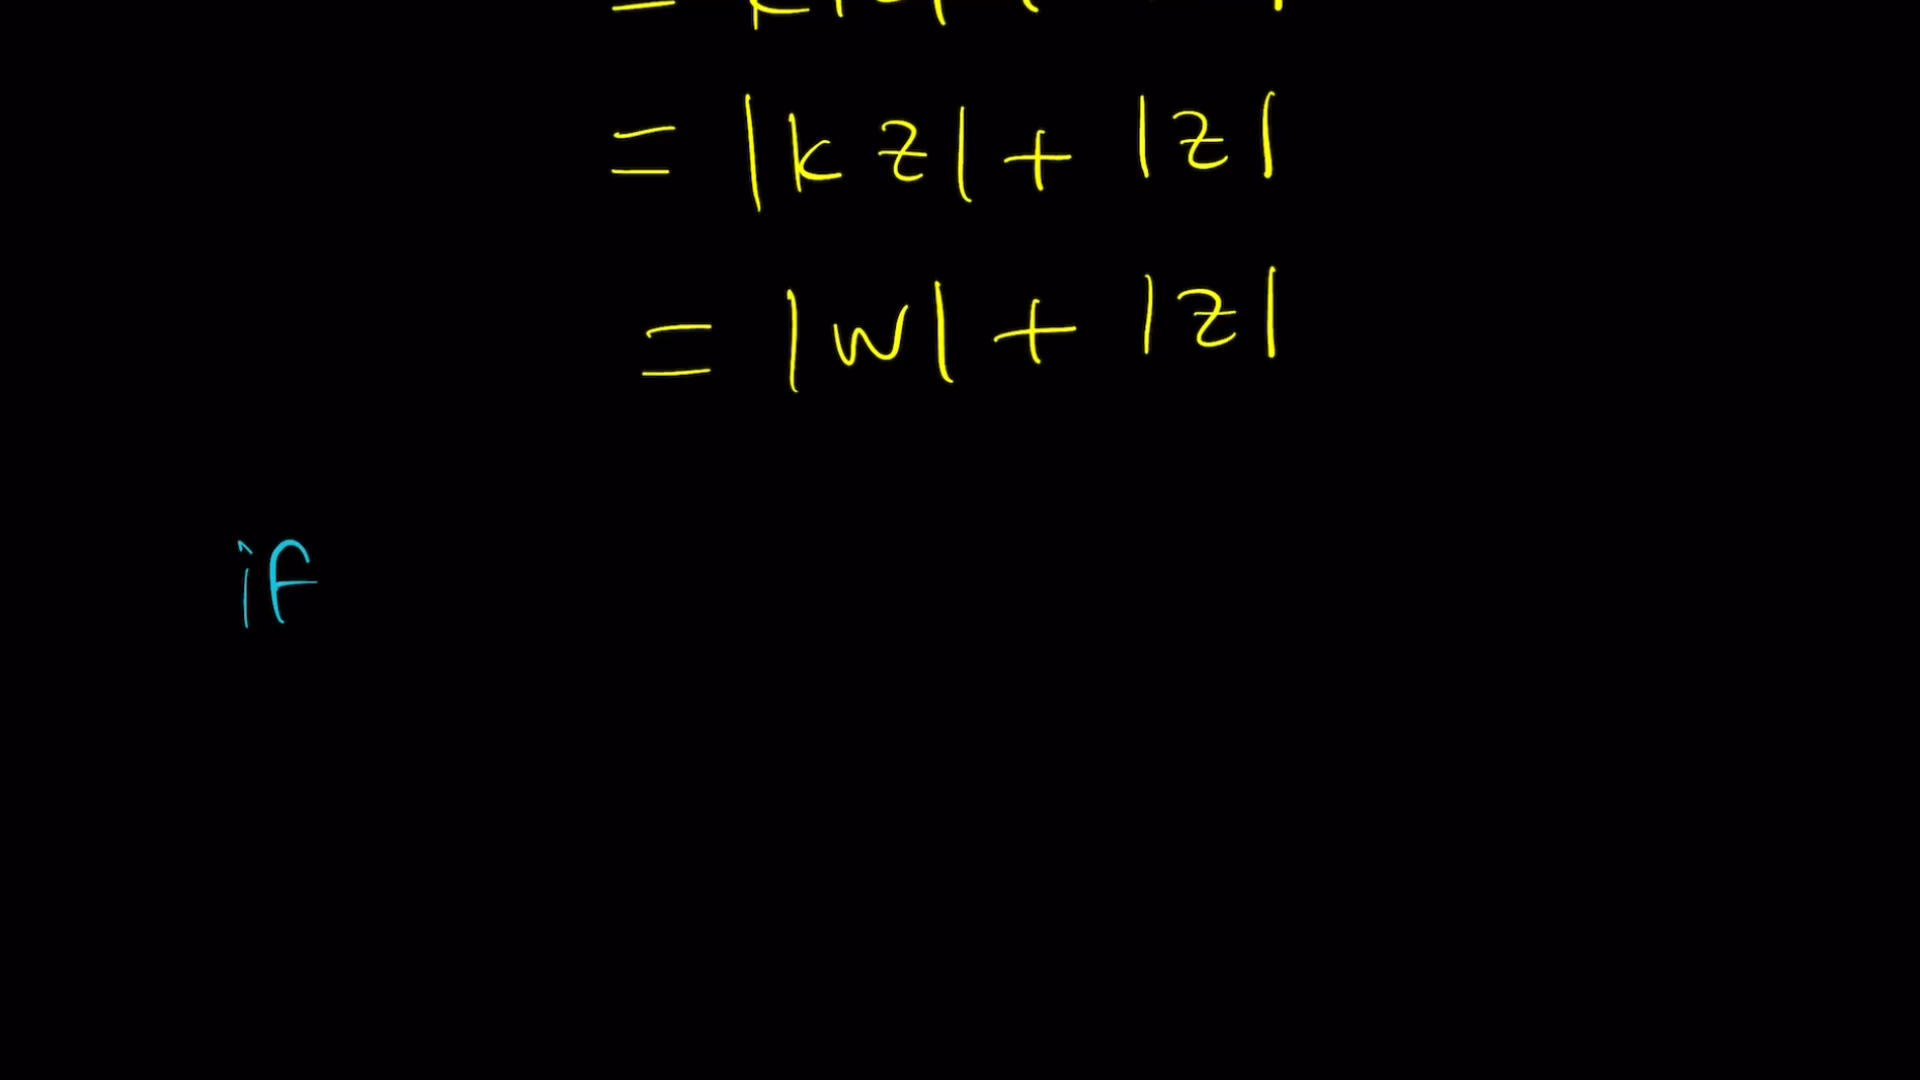 = |kz| + |z|
= |w| + |z|
if